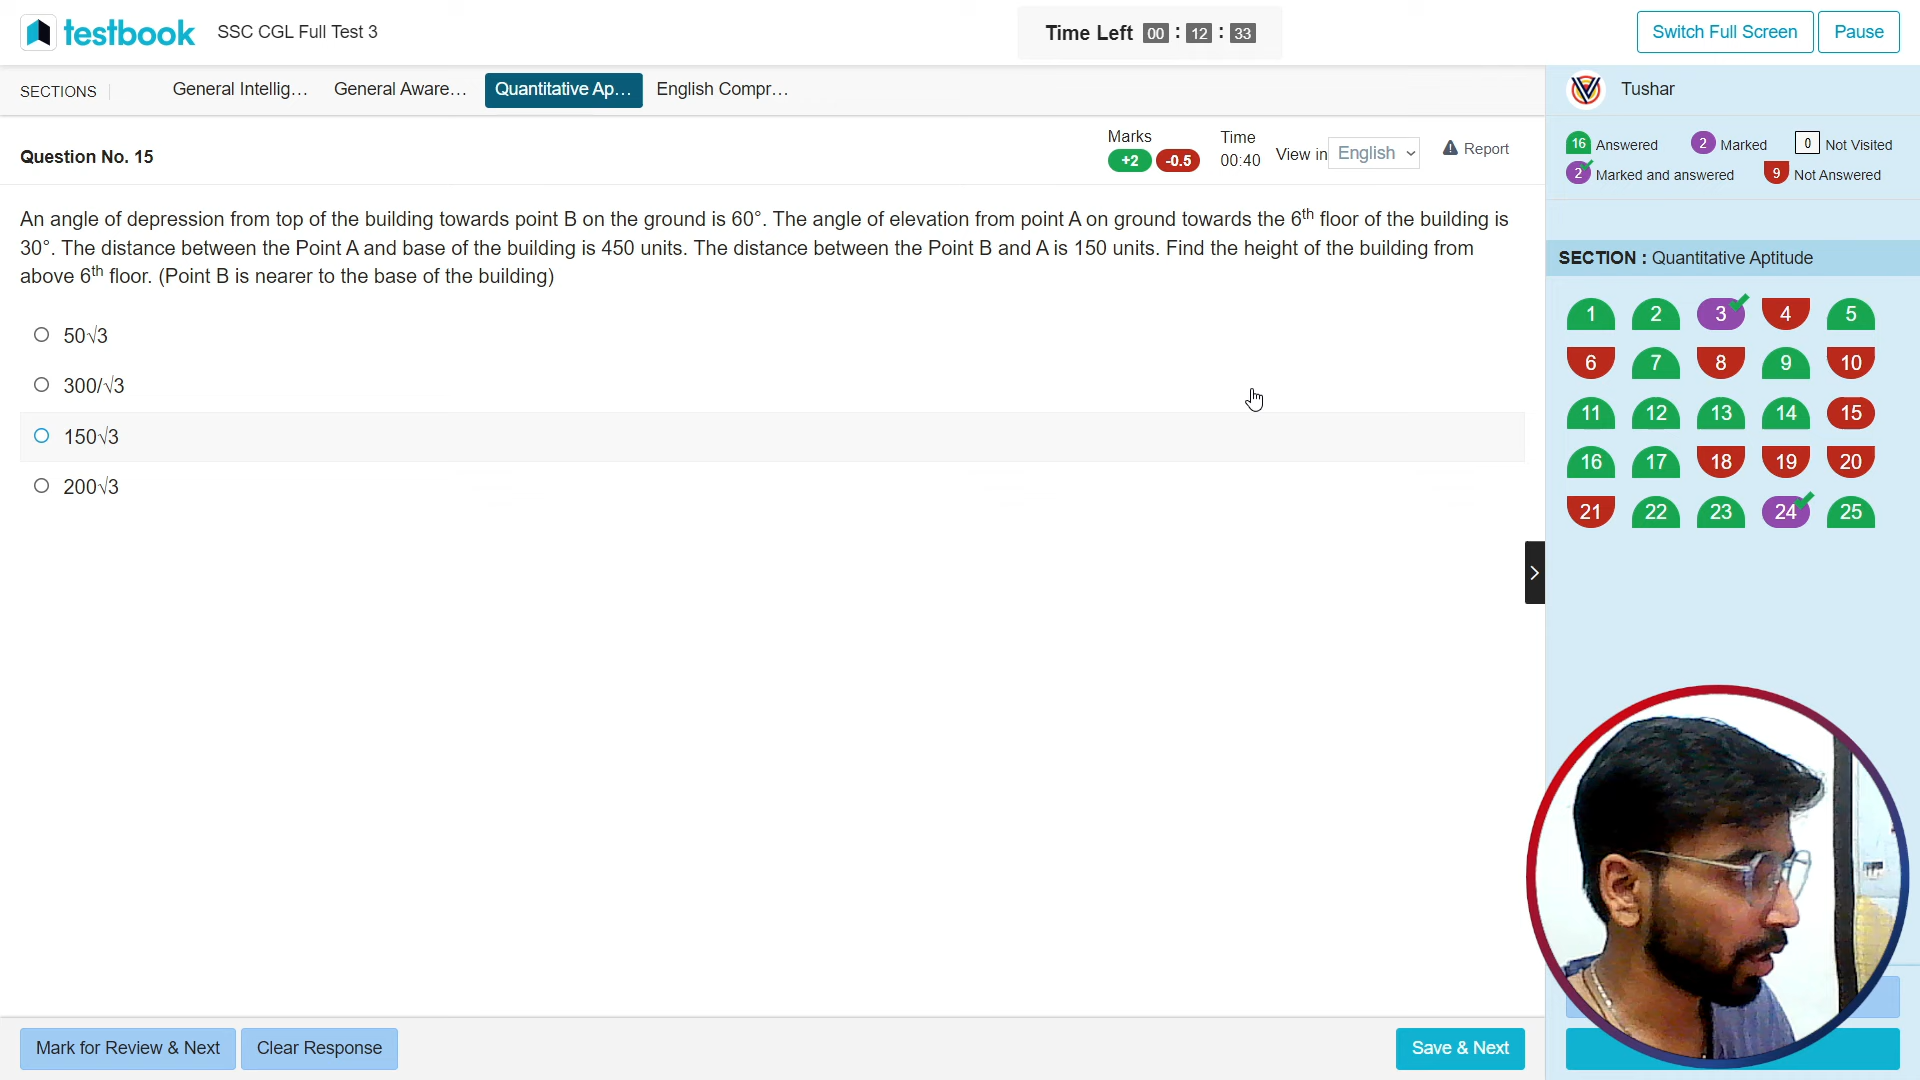 testbook
SSC CGL Full Test 3
Time Left 00 : 12 : 33
Switch Full Screen
Pause
SECTIONS
General Intellig...
General Aware...
Quantitative Ap...
English Compr...
Tushar
Question No. 15
Marks
+2 -0.5
Time
00:40
View in English
Report
16 Answered
2 Marked
0 Not Visited
2 Marked and answered
9 Not Answered
An angle of depression from top of the building towards point B on the ground is 60°. The angle of elevation from point A on ground towards the 6th floor of the building is
30°. The distance between the Point A and base of the building is 450 units. The distance between the Point B and A is 150 units. Find the height of the building from
above 6th floor. (Point B is nearer to the base of the building)
50√3
300/√3
150√3
200√3
SECTION : Quantitative Aptitude
1 2 3 4 5
6 7 8 9 10
11 12 13 14 15
16 17 18 19 20
21 22 23 24 25
Mark for Review & Next
Clear Response
Save & Next